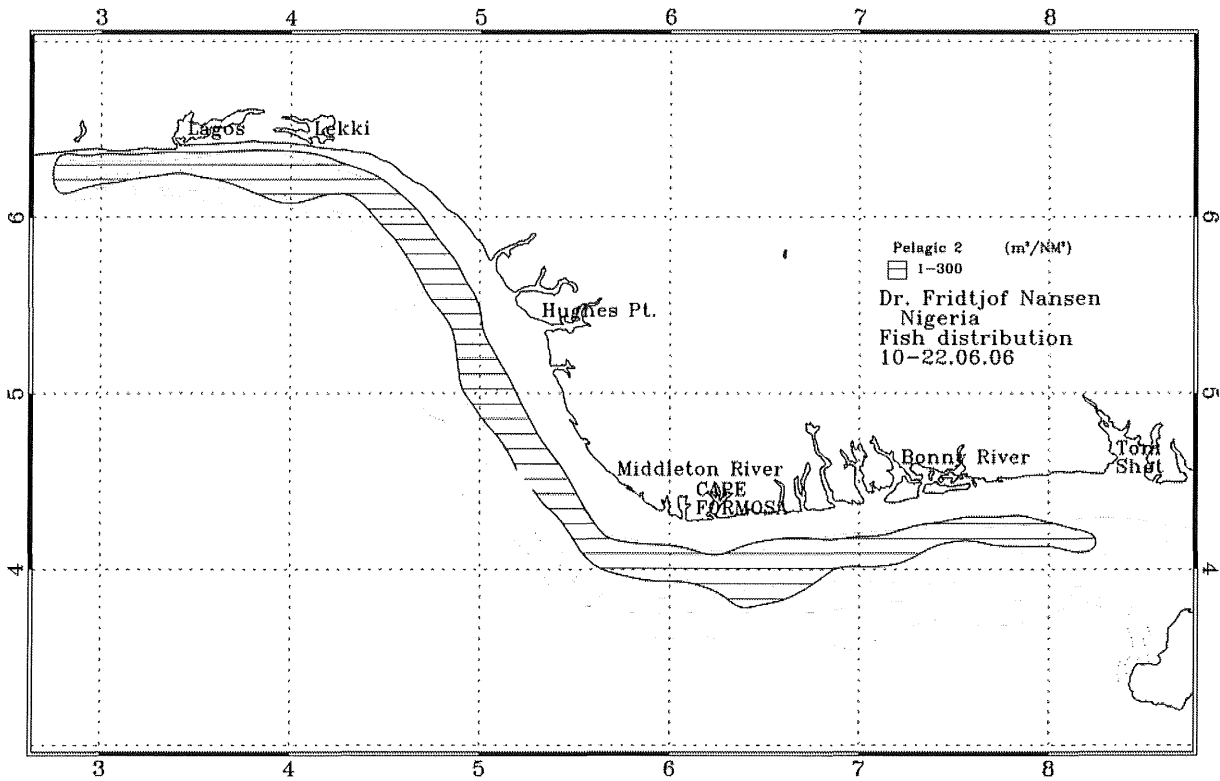 3 4 5 6 7 8
Lagos Lekki
6 6
Pelagic 2 (m²/NM²)
1-300
Dr. Fridtjof Nansen
Nigeria
Fish distribution
10-22.06.06
Hughes Pt.
5 5
Middleton River
Bonny River
Tom
Shot
CAPE
FORMOSA
4 4
3 4 5 6 7 8